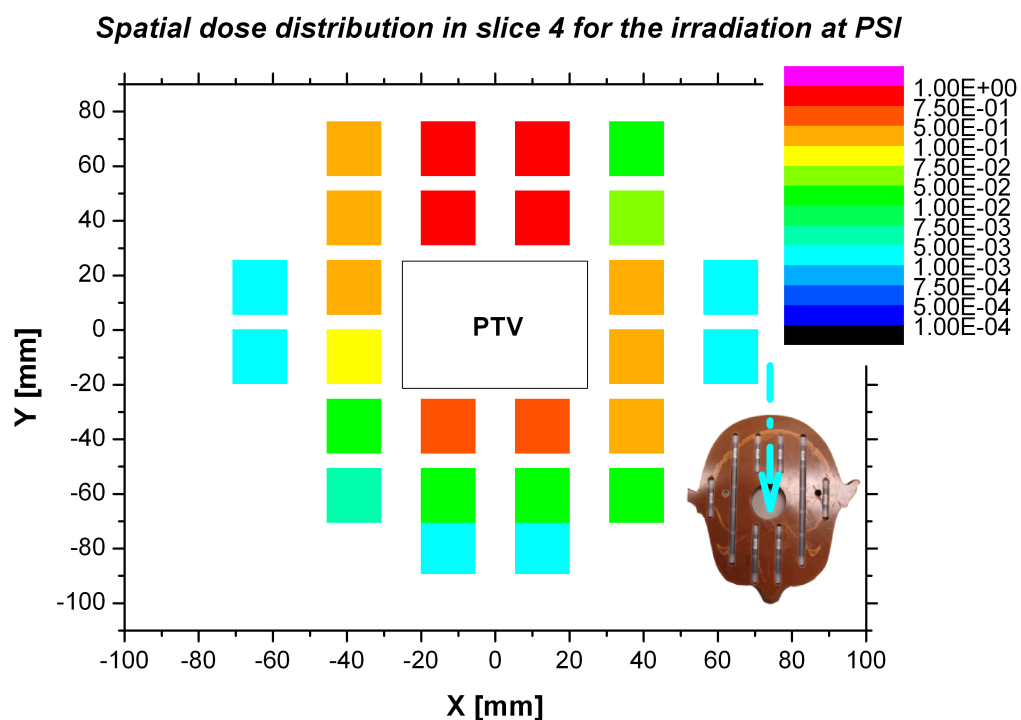 Spatial dose distribution in slice 4 for the irradiation at PSI
1.00E+00
7.50E-01
5.00E-01
1.00E-01
7.50E-02
5.00E-02
1.00E-02
7.50E-03
5.00E-03
1.00E-03
7.50E-04
5.00E-04
1.00E-04
80
60
40
20
0
-20
-40
-60
-80
-100
Y [mm]
PTV
-100 -80 -60 -40 -20 0 20 40 60 80 100
X [mm]